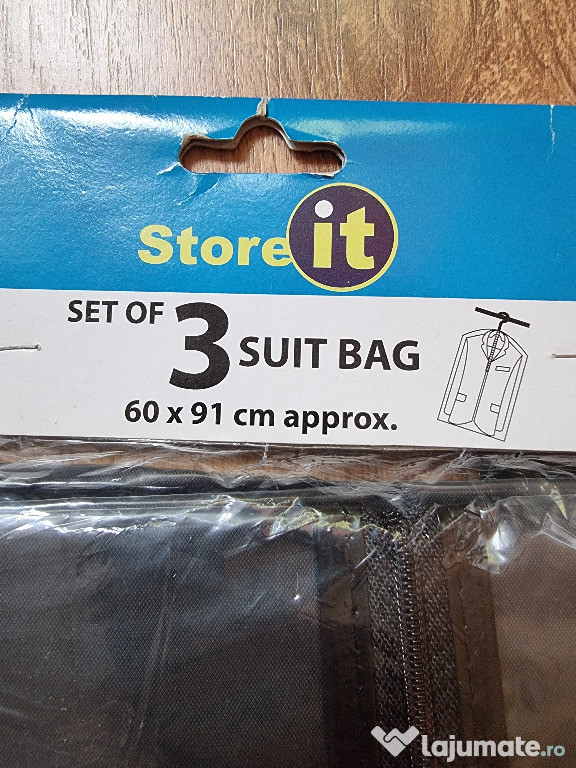 Store it
SET OF 3 SUIT BAG
60 x 91 cm approx.
lajumate.ro